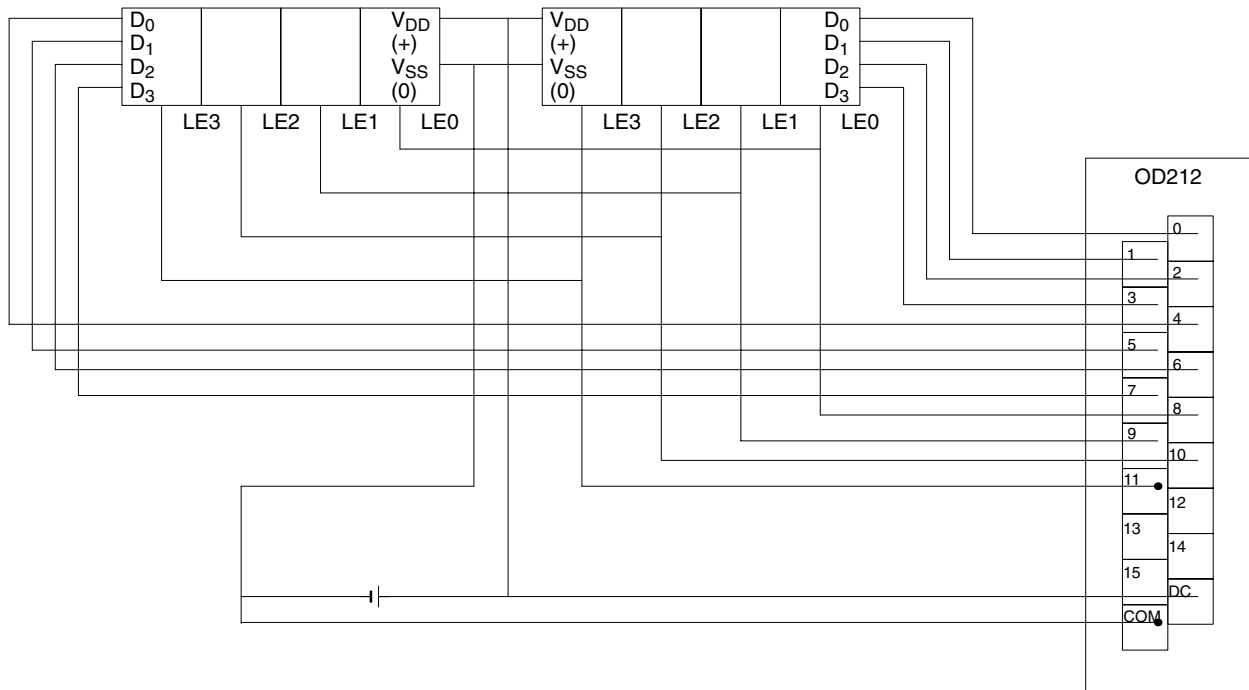 D0 VDD VDD D0
D1 (+) (+) D1
D2 VSS VSS D2
D3 (0) (0) D3
LE3 LE2 LE1 LE0 LE3 LE2 LE1 LE0
OD212
0
1
2
3
4
5
6
7
8
9
10
11
12
13
14
15
DC
COM